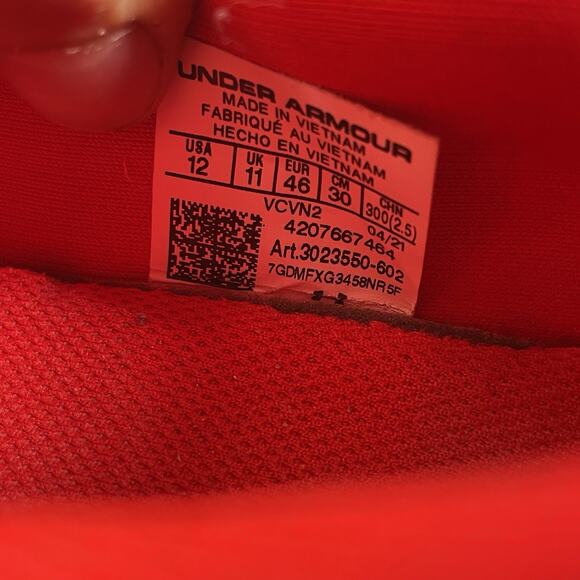 UNDER ARMOUR
MADE IN VIETNAM
FABRIQUÉ AU VIETNAM
HECHO EN VIETNAM
USA UK EUR CM CHN
12 11 46 30 300(2.5)
VCVN2 04/21
4207667464
Art.3023550-602
7GDMFXG3458NR5F